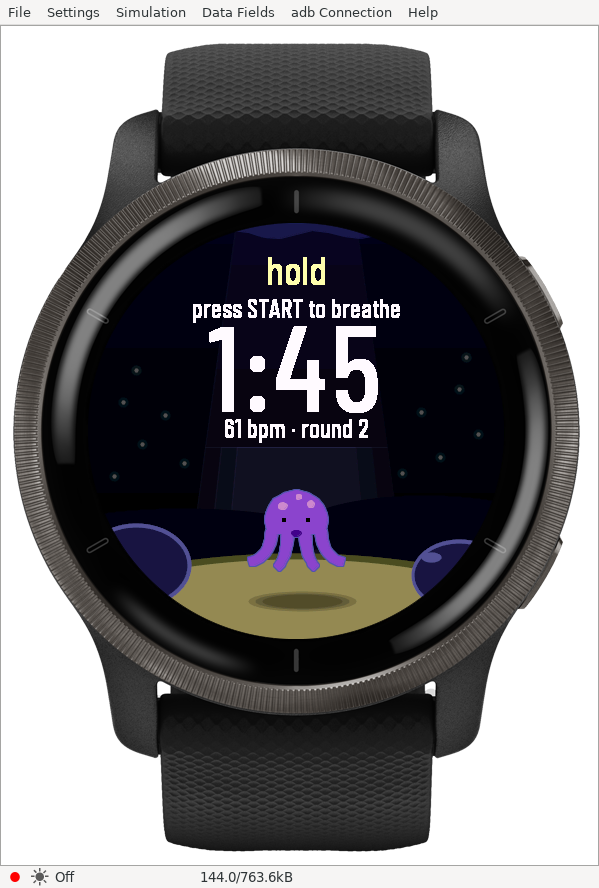 File Settings Simulation Data Fields adb Connection Help
hold
press START to breathe
1:45
61 bpm · round 2
Off 144.0/763.6kB